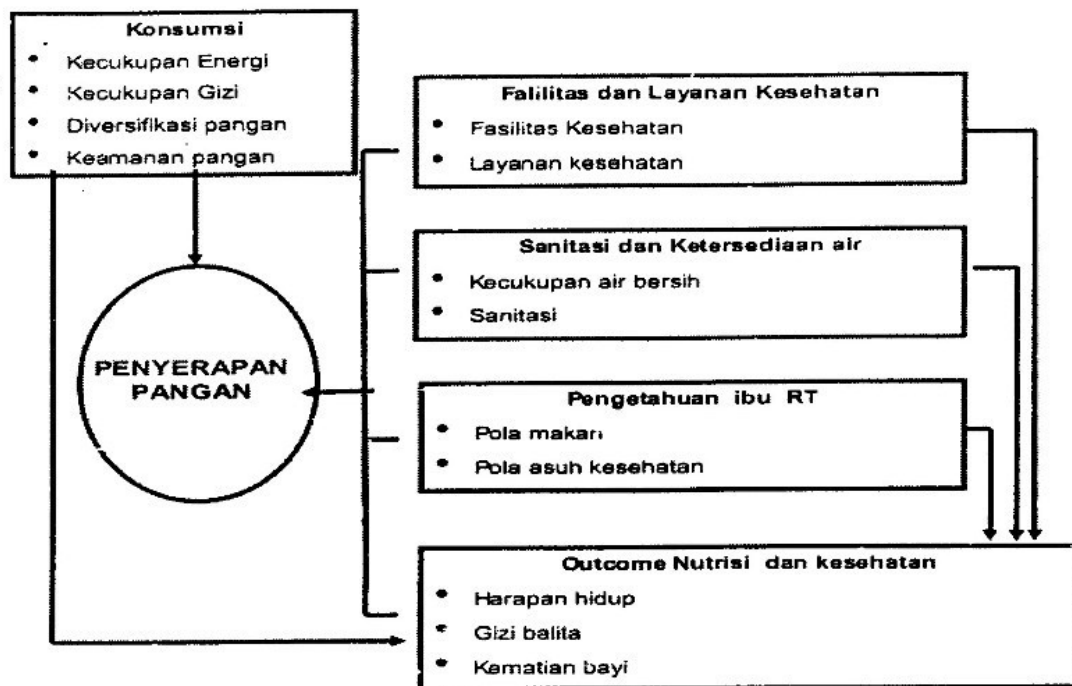 Konsumsi
• Kecukupan Energi
• Kecukupan Gizi
• Diversifikasi pangan
• Keamanan pangan
Falilitas dan Layanan Kesehatan
• Fasilitas Kesehatan
• Layanan kesehatan
Sanitasi dan Ketersediaan air
• Kecukupan air bersih
• Sanitasi
PENYERAPAN
PANGAN
Pengetahuan ibu RT
• Pola makan
• Pola asuh kesehatan
Outcome Nutrisi dan kesehatan
• Harapan hidup
• Gizi balita
• Kematian bayi